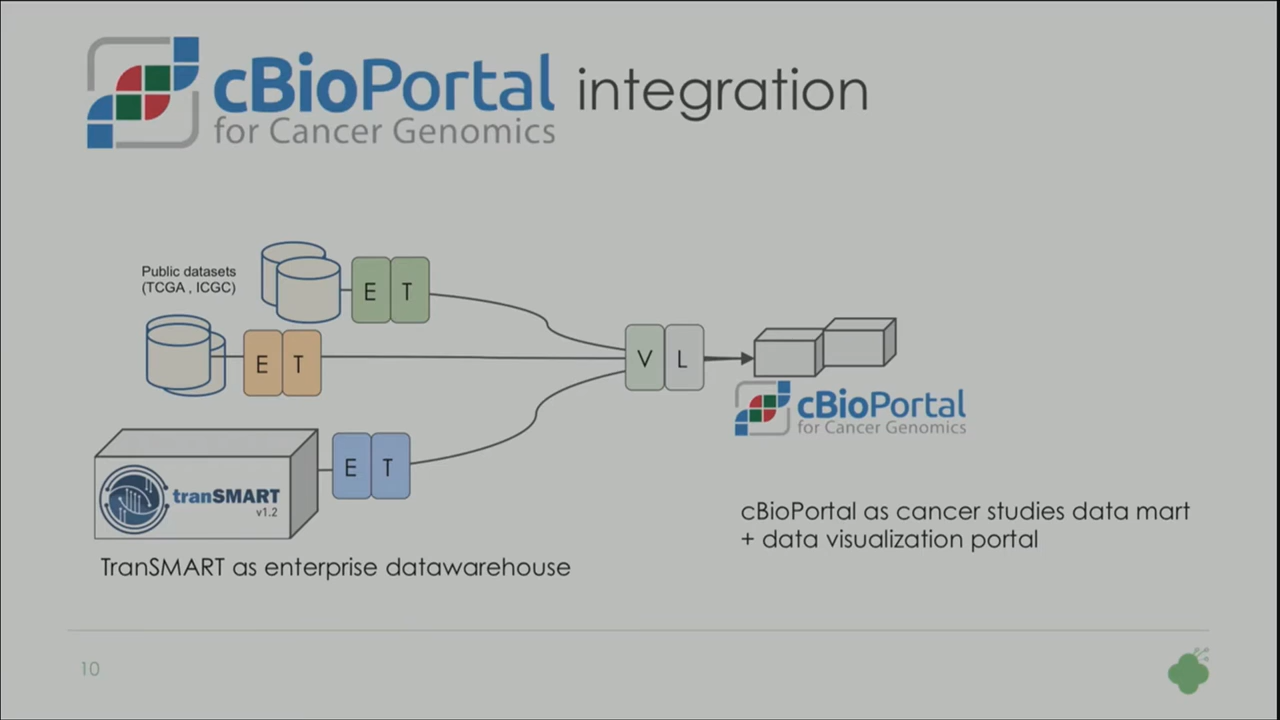 cBioPortal integration
for Cancer Genomics
Public datasets
(TCGA , ICGC)
E T
E T
V L
cBioPortal
for Cancer Genomics
tranSMART
v1.2
E T
cBioPortal as cancer studies data mart
+ data visualization portal
TranSMART as enterprise datawarehouse
10